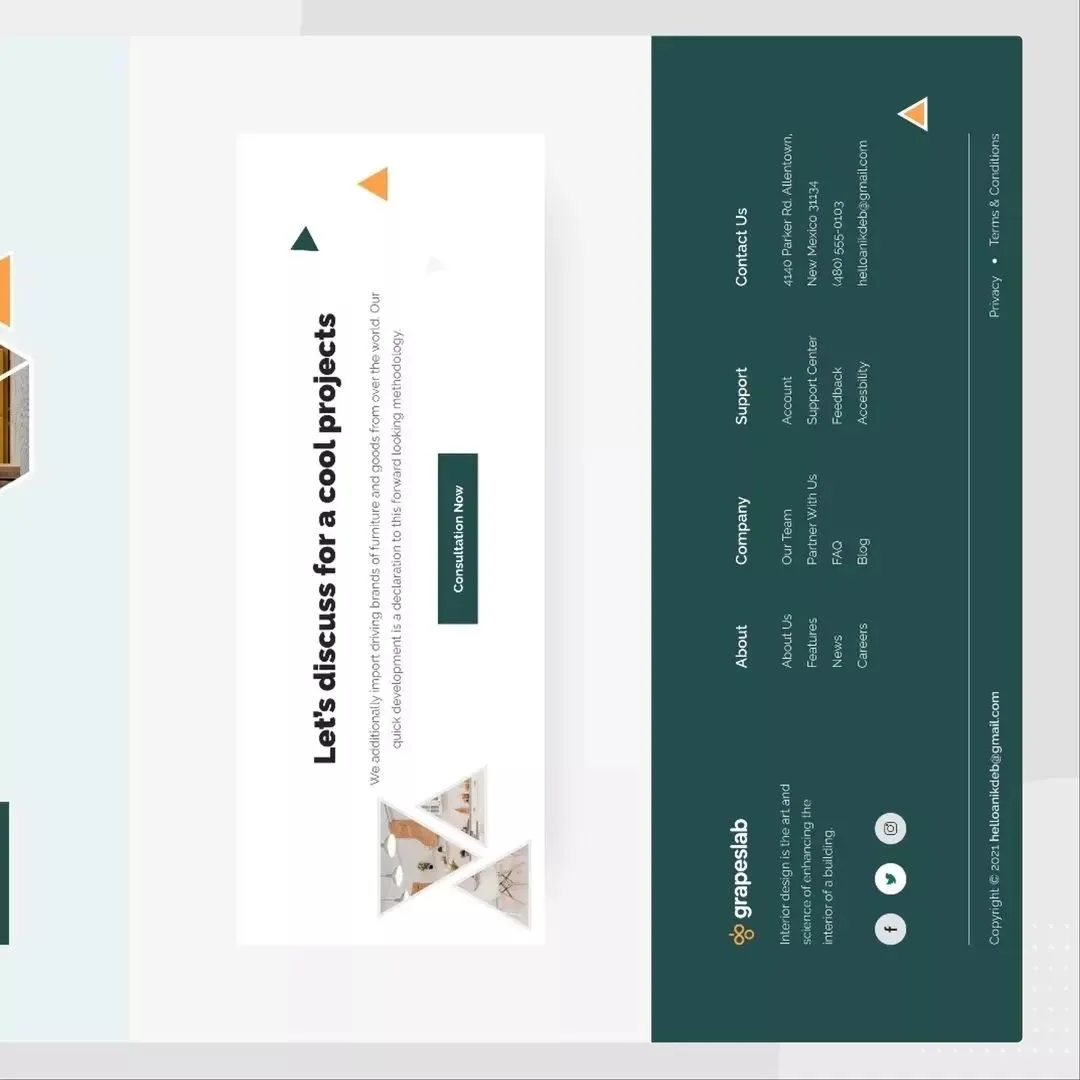 Let's discuss for a cool projects
We additionally import driving brands of furniture and goods from over the world. Our
quick development is a declaration to this forward looking methodology.
Consultation Now
grapeslab
Interior design is the art and
science of enhancing the
interior of a building.
About
About Us
Features
News
Careers
Company
Our Team
Partner With Us
FAQ
Blog
Support
Account
Support Center
Feedback
Accesbility
Contact Us
4140 Parker Rd. Allentown,
New Mexico 31134
(480) 555-0103
helloanikdeb@gmail.com
Copyright © 2021 helloanikdeb@gmail.com
Privacy • Terms & Conditions